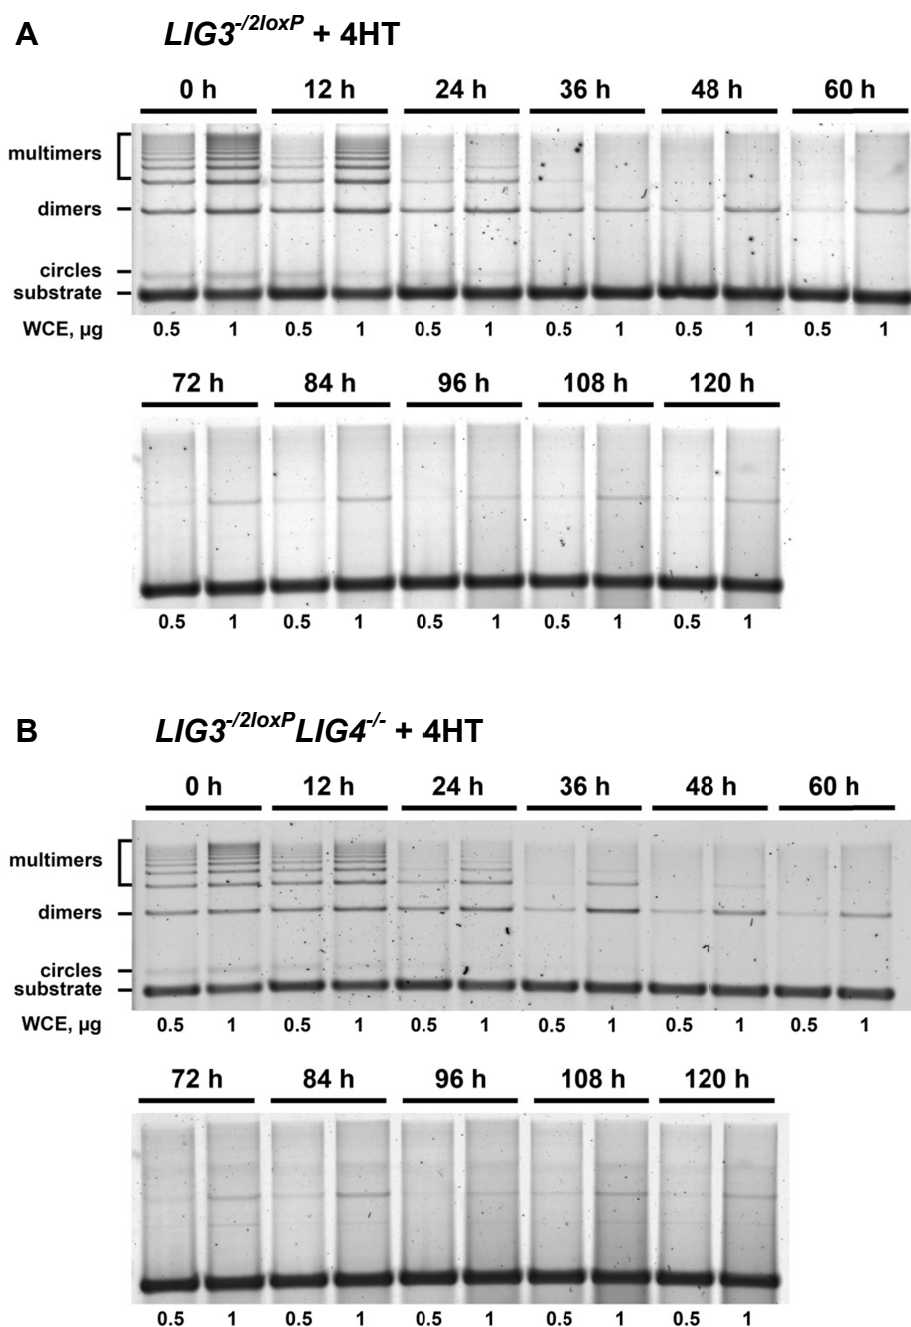 A LIG3-/2loxP + 4HT
0 h 12 h 24 h 36 h 48 h 60 h
multimers
dimers
circles
substrate
WCE, µg 0.5 1 0.5 1 0.5 1 0.5 1 0.5 1 0.5 1
72 h 84 h 96 h 108 h 120 h
0.5 1 0.5 1 0.5 1 0.5 1 0.5 1
B LIG3-/2loxPLIG4-/- + 4HT
0 h 12 h 24 h 36 h 48 h 60 h
multimers
dimers
circles
substrate
WCE, µg 0.5 1 0.5 1 0.5 1 0.5 1 0.5 1 0.5 1
72 h 84 h 96 h 108 h 120 h
0.5 1 0.5 1 0.5 1 0.5 1 0.5 1